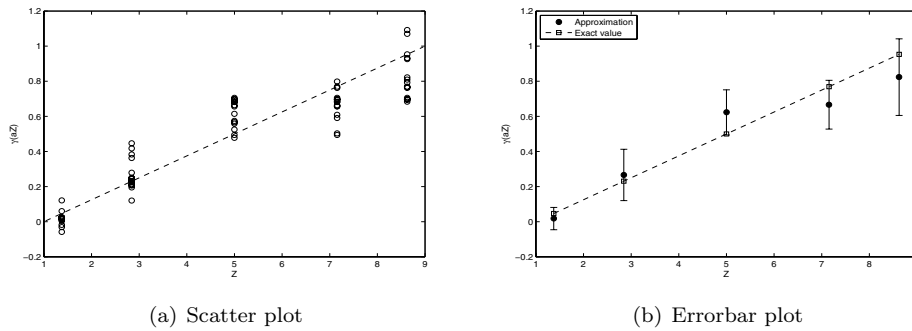 1.2
1
0.8
0.6
0.4
0.2
0
−0.2
γ(aZ)
1 2 3 4 5 6 7 8 9
Z
(a) Scatter plot
1.2
1
0.8
0.6
0.4
0.2
0
−0.2
γ(aZ)
Approximation
Exact value
1 2 3 4 5 6 7 8
Z
(b) Errorbar plot